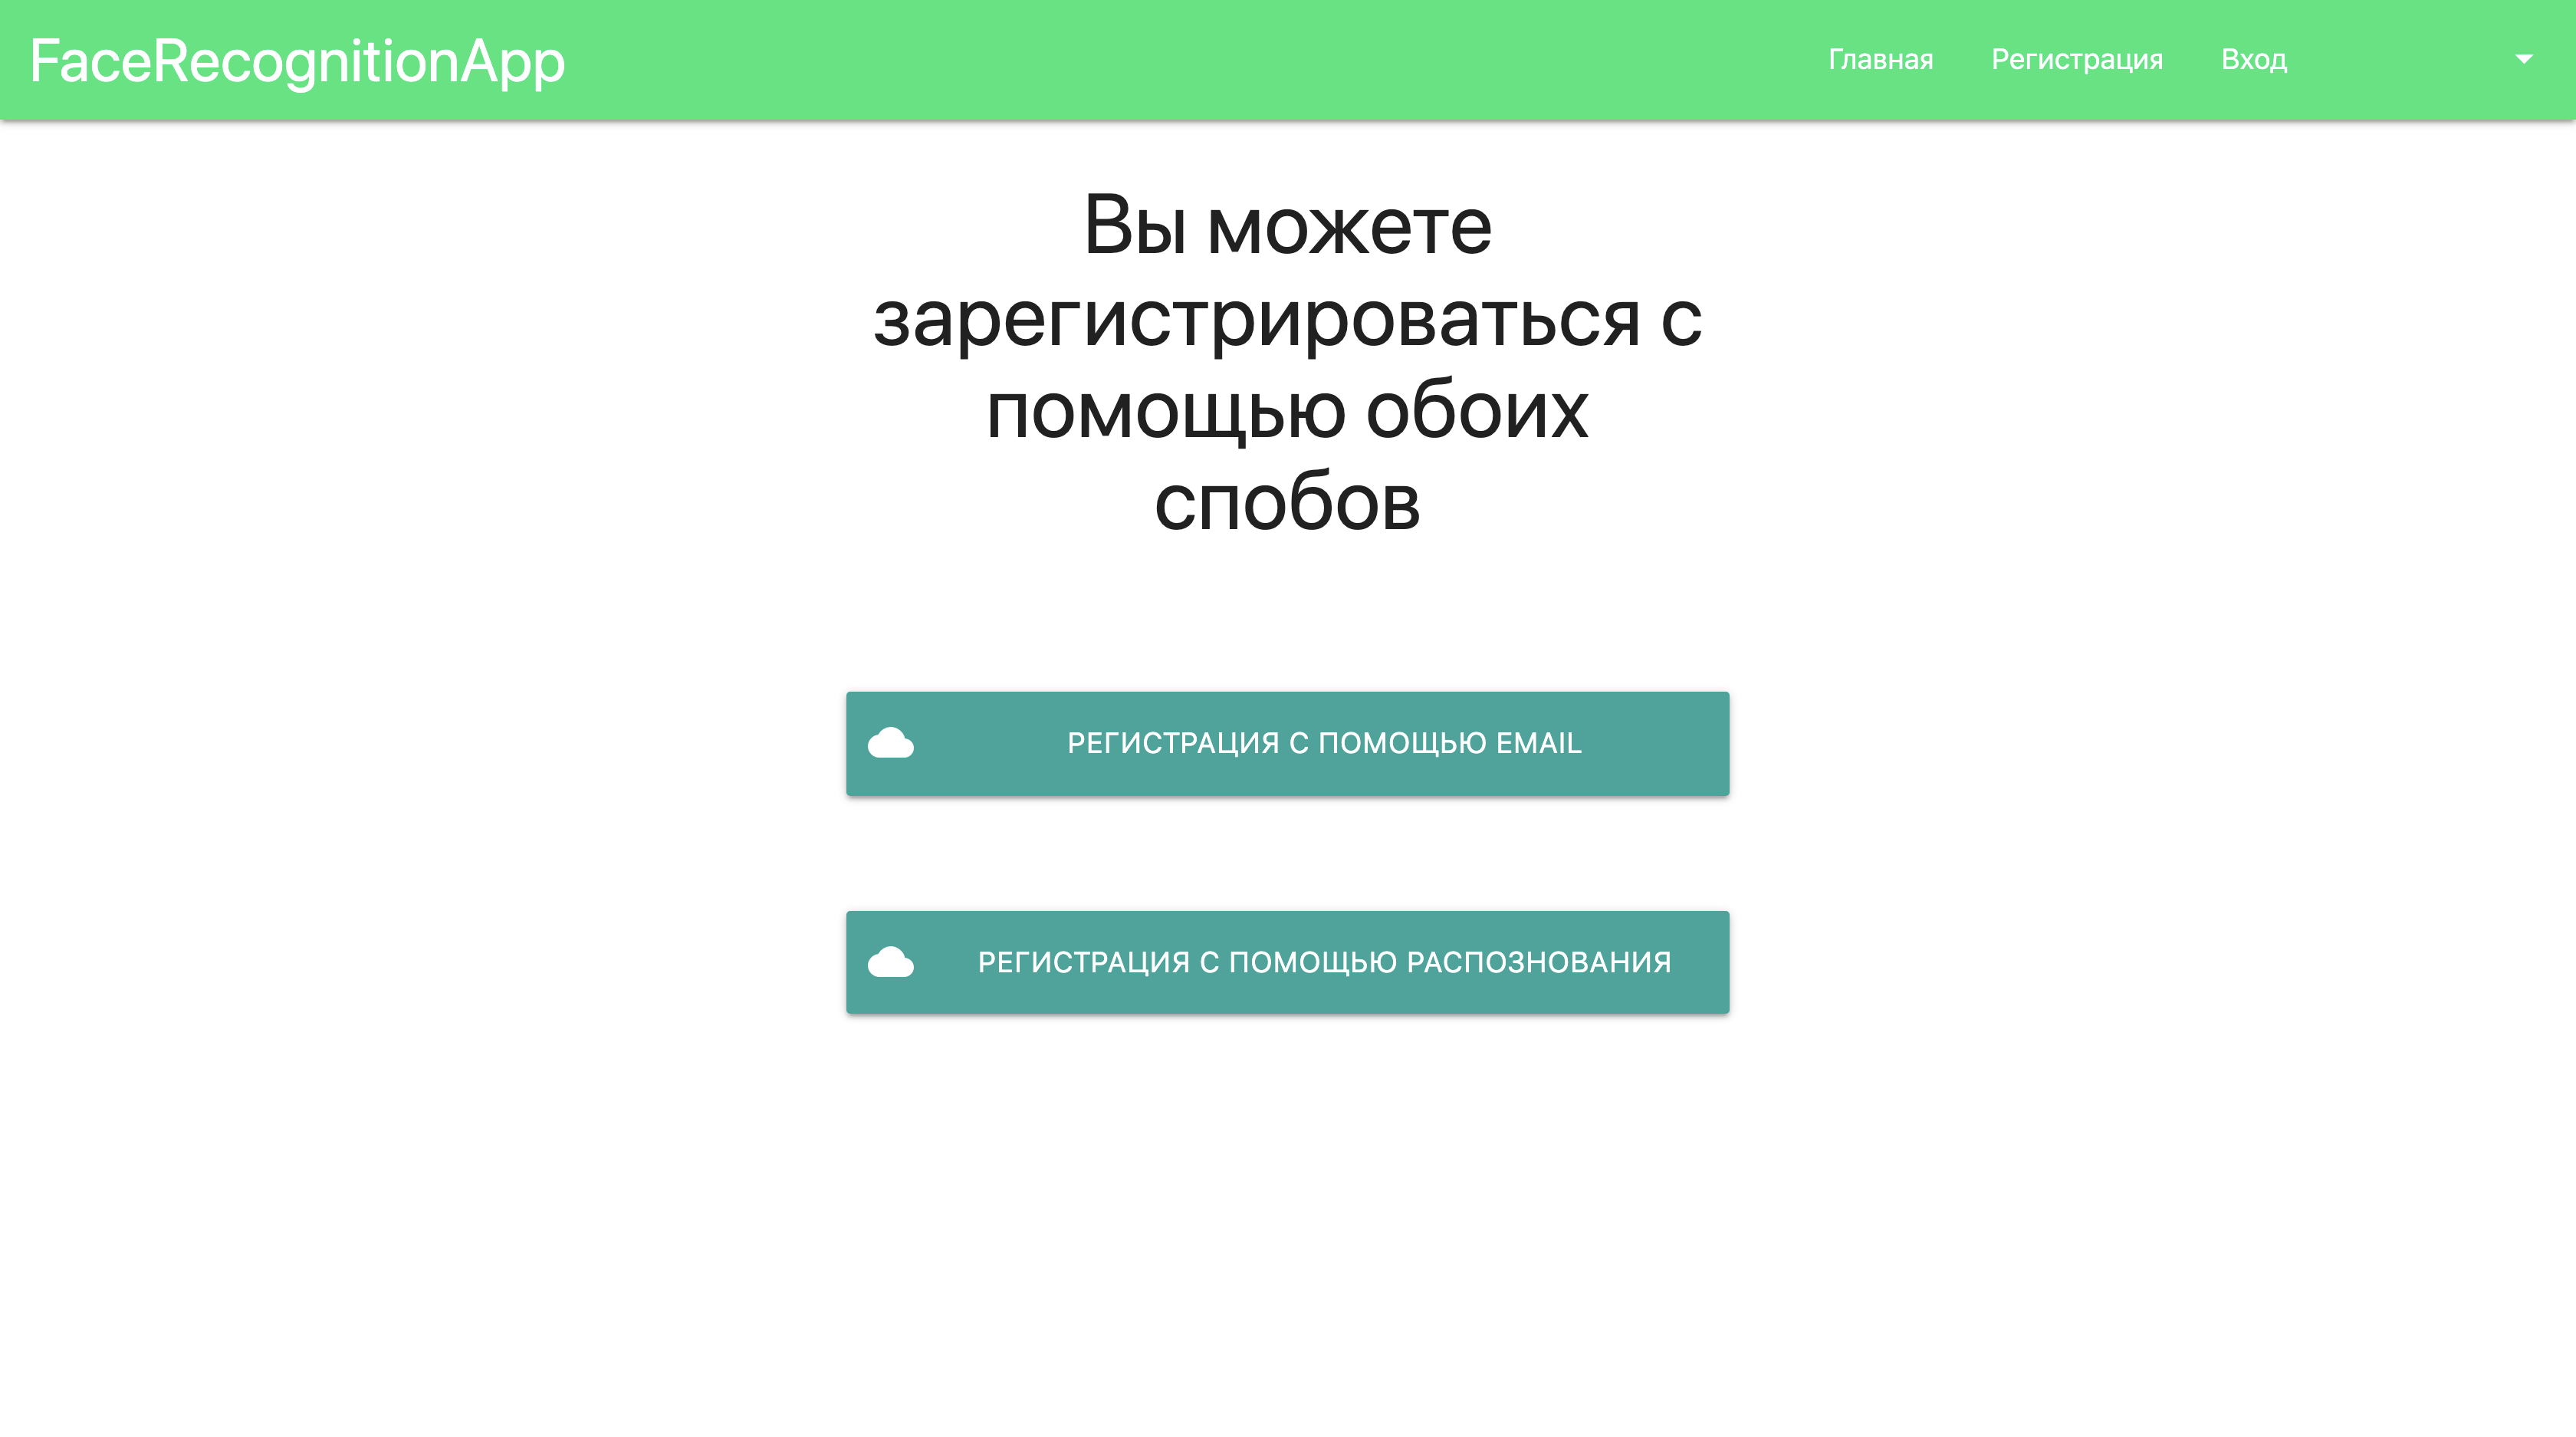 FaceRecognitionApp
Главная Регистрация Вход
Вы можете
зарегистрироваться с
помощью обоих
спобов
РЕГИСТРАЦИЯ С ПОМОЩЬЮ EMAIL
РЕГИСТРАЦИЯ С ПОМОЩЬЮ РАСПОЗНОВАНИЯ